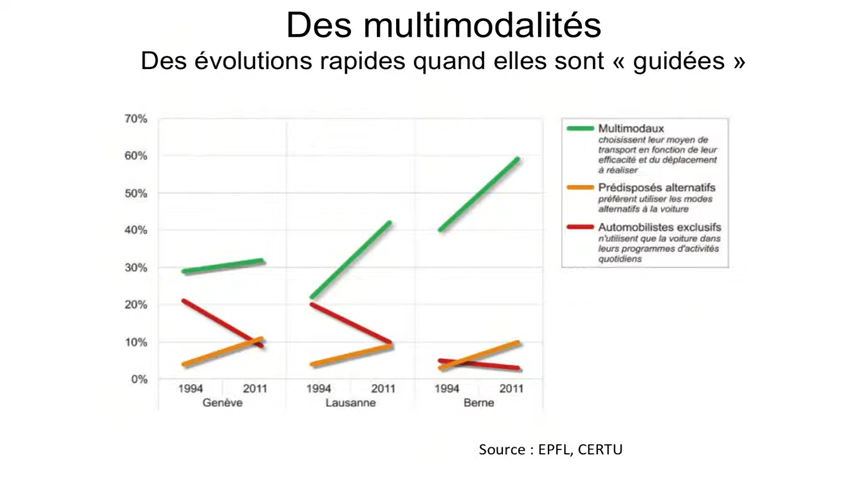 Des multimodalités
Des évolutions rapides quand elles sont « guidées »
70%
60%
50%
40%
30%
20%
10%
0%
1994 2011 1994 2011 1994 2011
Genève Lausanne Berne
Multimodaux
choisissent leur moyen de
transport en fonction de leur
efficacité et du déplacement
à réaliser
Prédisposés alternatifs
préfèrent utiliser les modes
alternatifs à la voiture
Automobilistes exclusifs
n'utilisent que la voiture dans
leurs programmes d'activités
quotidiens
Source : EPFL, CERTU